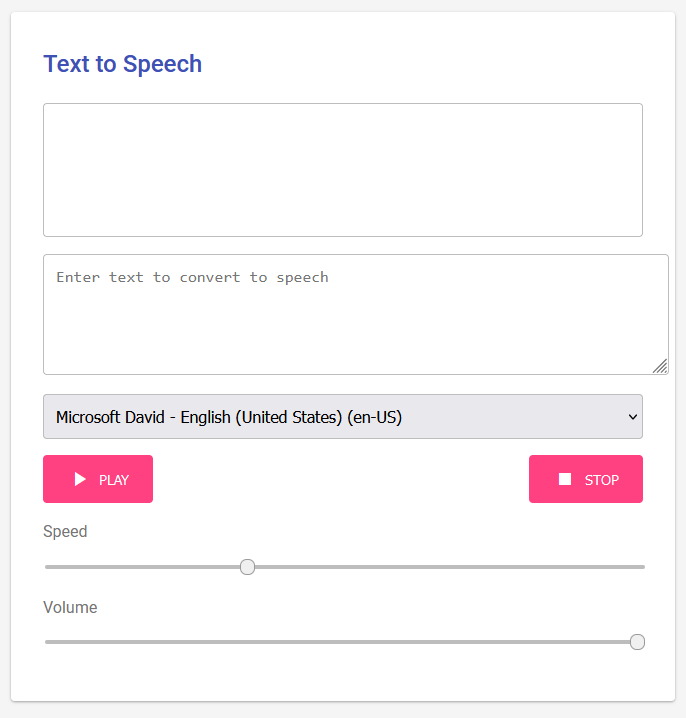 Text to Speech
Enter text to convert to speech
Microsoft David - English (United States) (en-US)
PLAY
STOP
Speed
Volume